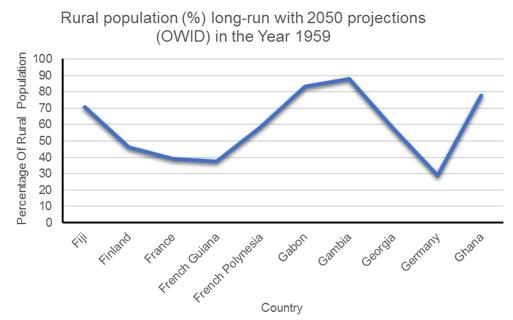 Rural population (%) long-run with 2050 projections
(OWID) in the Year 1959
Percentage Of Rural Population
100
90
80
70
60
50
40
30
20
10
0
Fiji
Finland
France
French Guiana
French Polynesia
Gabon
Gambia
Georgia
Germany
Ghana
Country